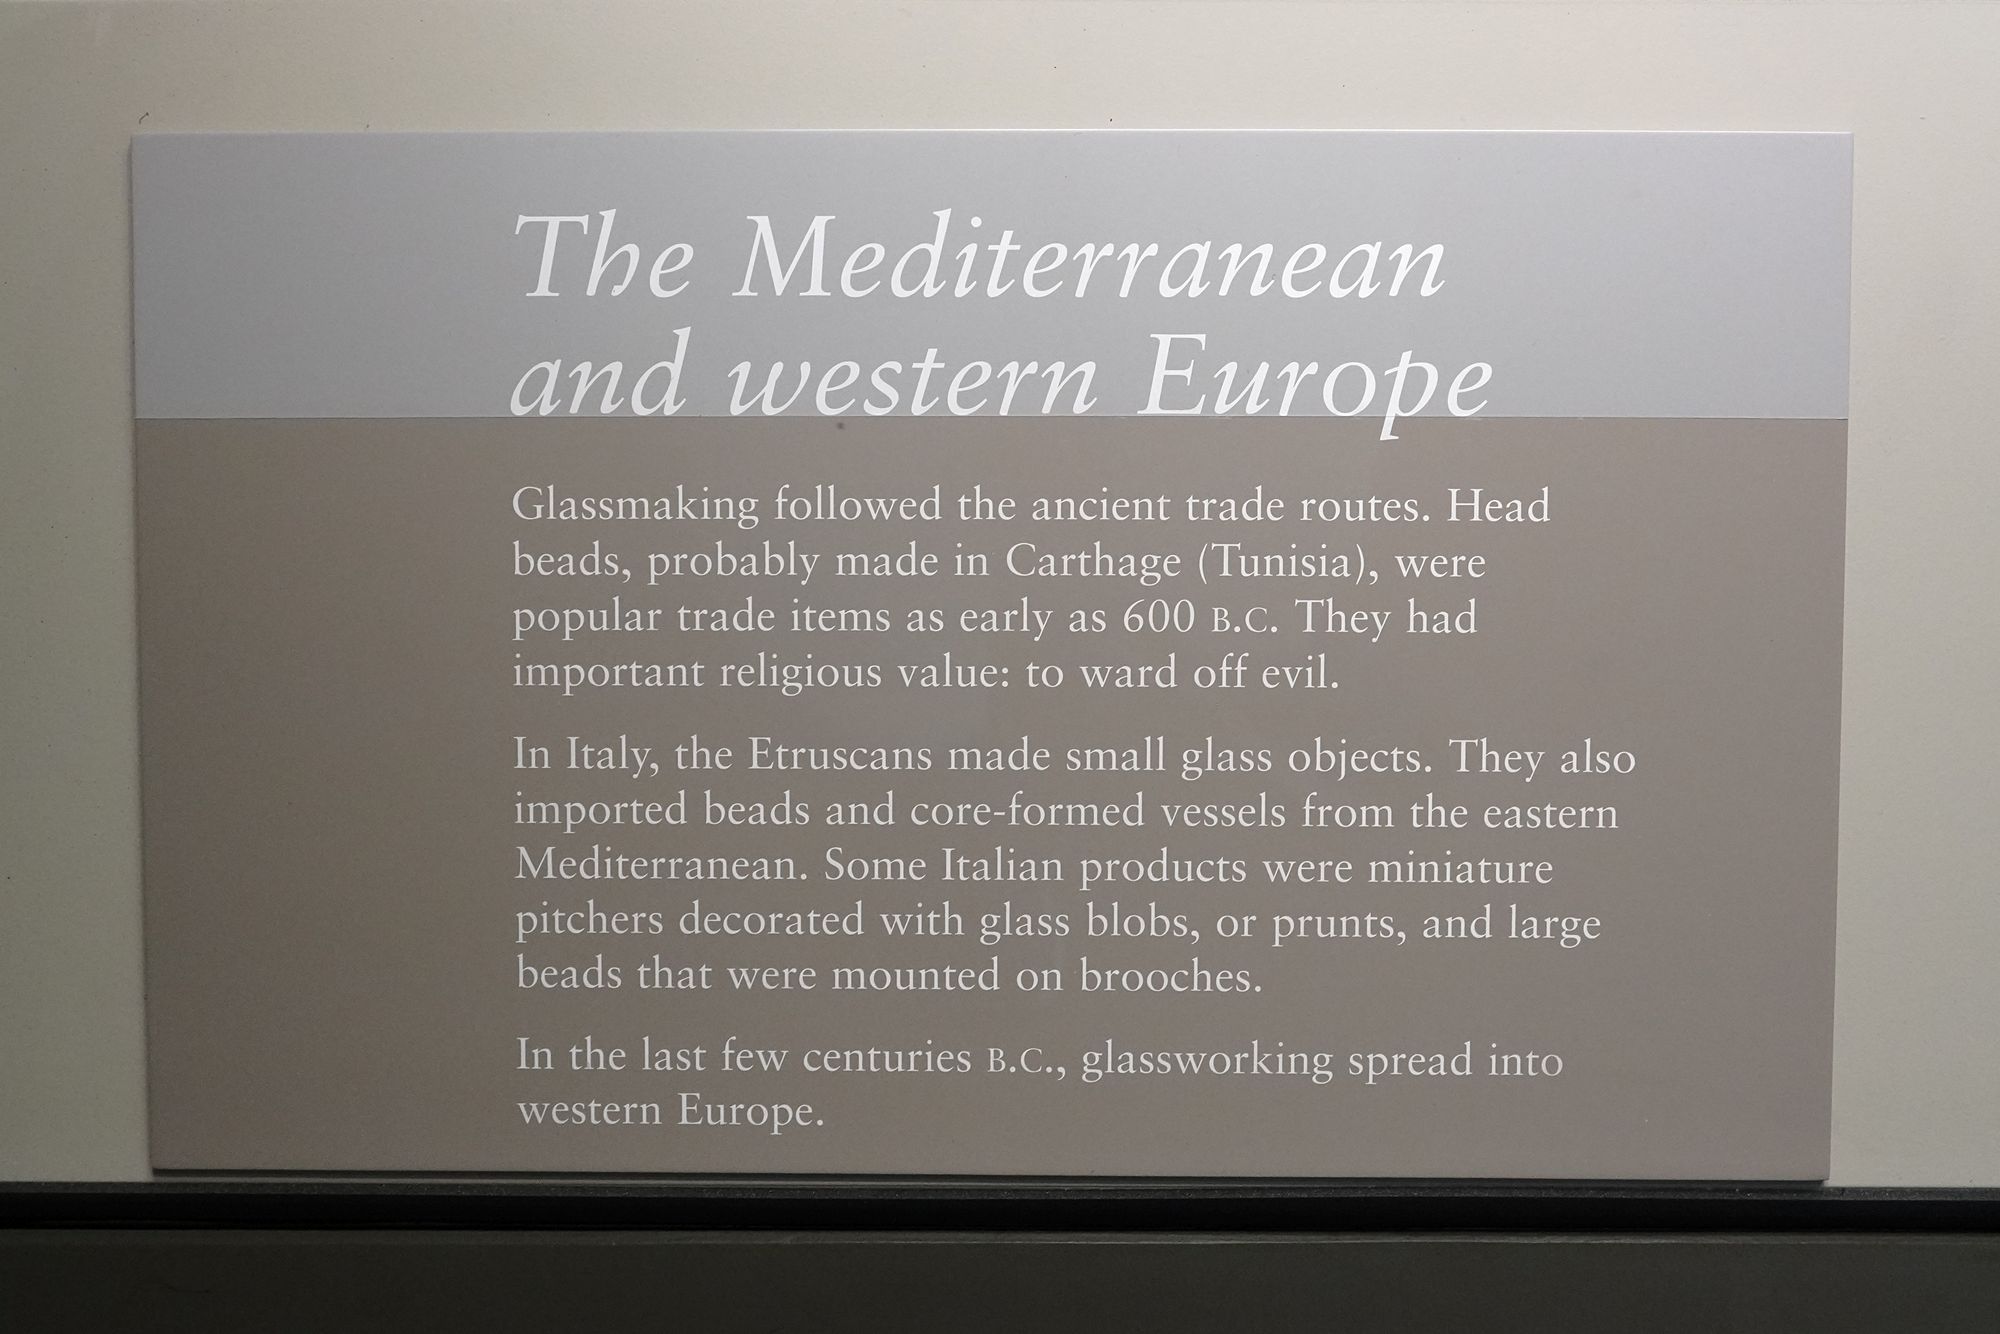 The Mediterranean
and western Europe
Glassmaking followed the ancient trade routes. Head
beads, probably made in Carthage (Tunisia), were
popular trade items as early as 600 B.C. They had
important religious value: to ward off evil.
In Italy, the Etruscans made small glass objects. They also
imported beads and core-formed vessels from the eastern
Mediterranean. Some Italian products were miniature
pitchers decorated with glass blobs, or prunts, and large
beads that were mounted on brooches.
In the last few centuries B.C., glassworking spread into
western Europe.